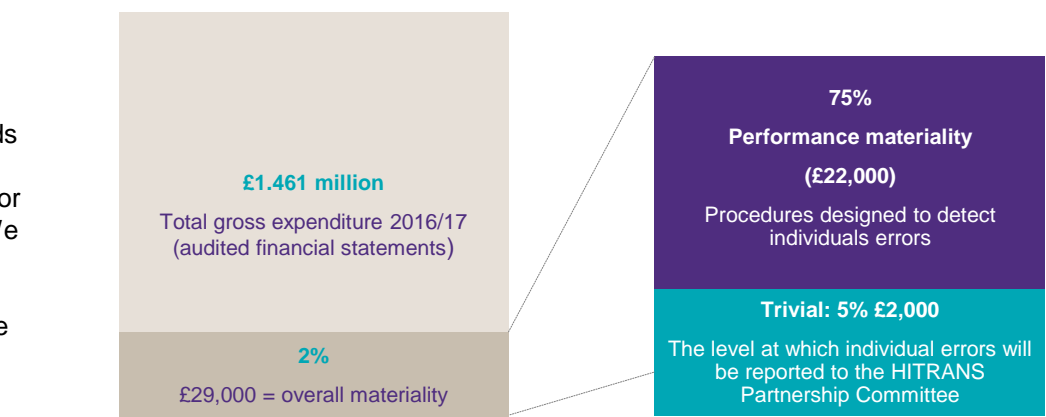 ds
or
£1.461 million
Total gross expenditure 2016/17
(audited financial statements)
2%
£29,000 = overall materiality
75%
Performance materiality
(£22,000)
Procedures designed to detect
individuals errors
Trivial: 5% £2,000
The level at which individual errors will
be reported to the HITRANS
Partnership Committee